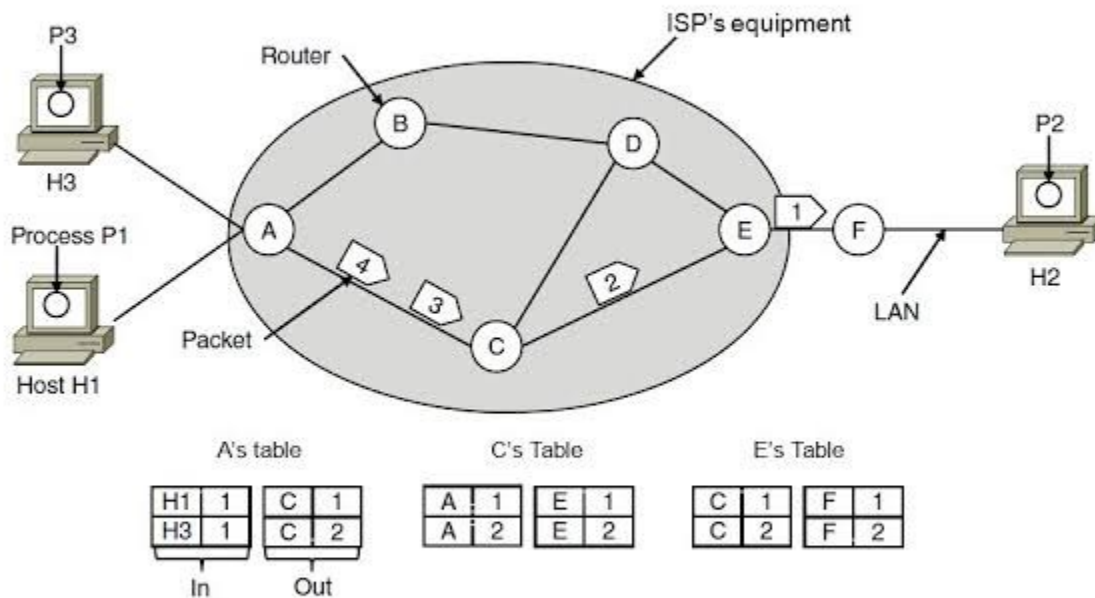 P3
ISP's equipment
Router
B
D
P2
H3
Process P1
A
4
3
2
E
1
F
H2
LAN
Packet
C
Host H1
A's table
C's Table
E's Table
H1 1 C 1
H3 1 C 2
A 1 E 1
A 2 E 2
C 1 F 1
C 2 F 2
In
Out